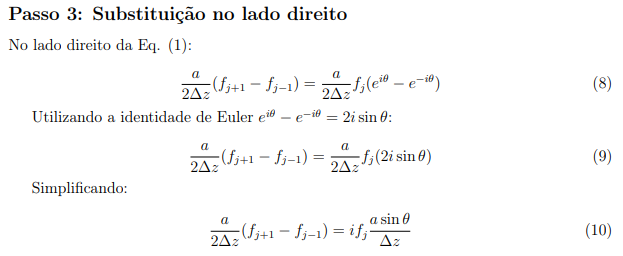 Passo 3: Substituição no lado direito
No lado direito da Eq. (1):
$\frac{a}{2\Delta z}(f_{j+1} - f_{j-1}) = \frac{a}{2\Delta z} f_j (e^{i\theta} - e^{-i\theta})$ (8)
Utilizando a identidade de Euler $e^{i\theta} - e^{-i\theta} = 2i \sin\theta$:
$\frac{a}{2\Delta z}(f_{j+1} - f_{j-1}) = \frac{a}{2\Delta z} f_j (2i \sin\theta)$ (9)
Simplificando:
$\frac{a}{2\Delta z}(f_{j+1} - f_{j-1}) = i f_j \frac{a \sin\theta}{\Delta z}$ (10)